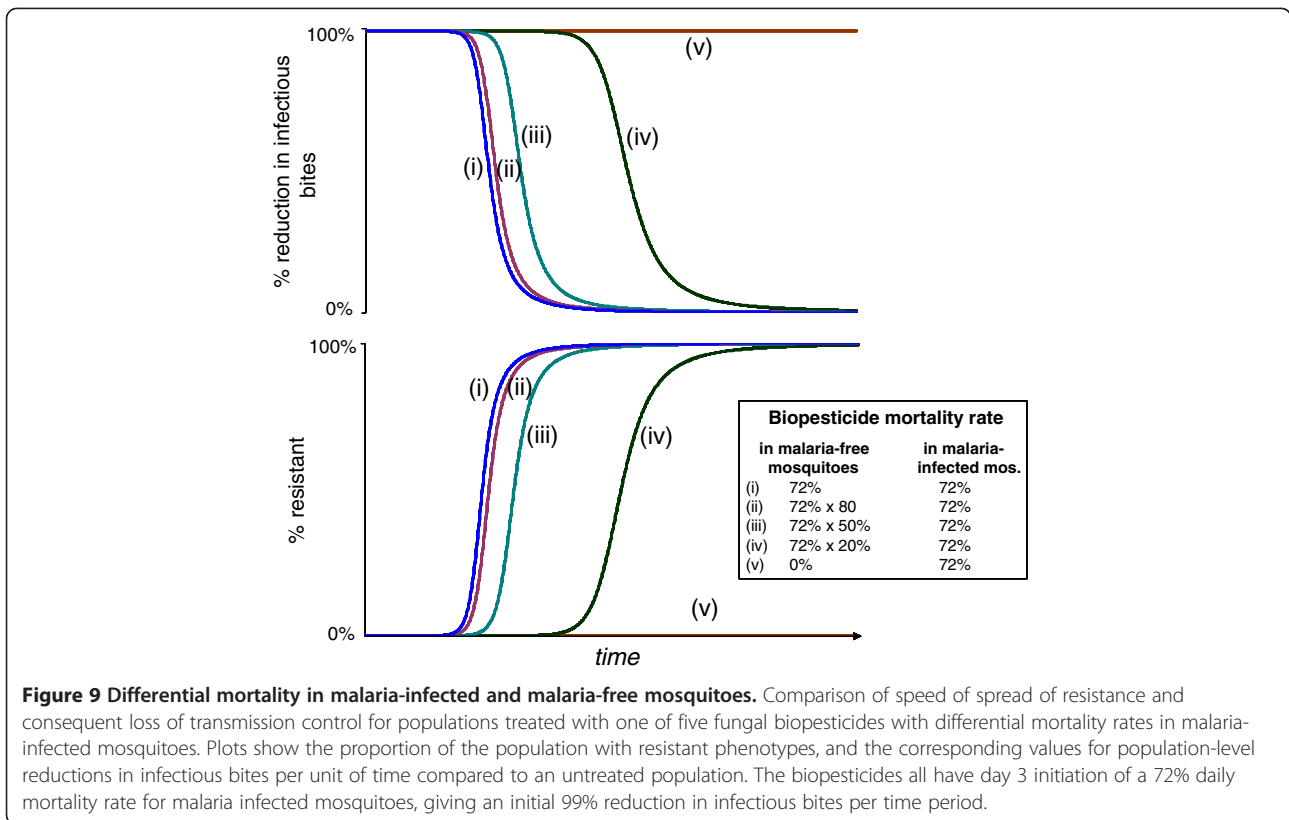 100%
(v)
% reduction in infectious
bites
(iii)
(iv)
(i)
(ii)
0%
100%
(i)
(ii)
(iii)
(iv)
% resistant
Biopesticide mortality rate
in malaria-free in malaria-
mosquitoes infected mos.
(i) 72% 72%
(ii) 72% x 80 72%
(iii) 72% x 50% 72%
(iv) 72% x 20% 72%
(v) 0% 72%
(v)
0%
time
Figure 9 Differential mortality in malaria-infected and malaria-free mosquitoes. Comparison of speed of spread of resistance and
consequent loss of transmission control for populations treated with one of five fungal biopesticides with differential mortality rates in malaria-
infected mosquitoes. Plots show the proportion of the population with resistant phenotypes, and the corresponding values for population-level
reductions in infectious bites per unit of time compared to an untreated population. The biopesticides all have day 3 initiation of a 72% daily
mortality rate for malaria infected mosquitoes, giving an initial 99% reduction in infectious bites per time period.